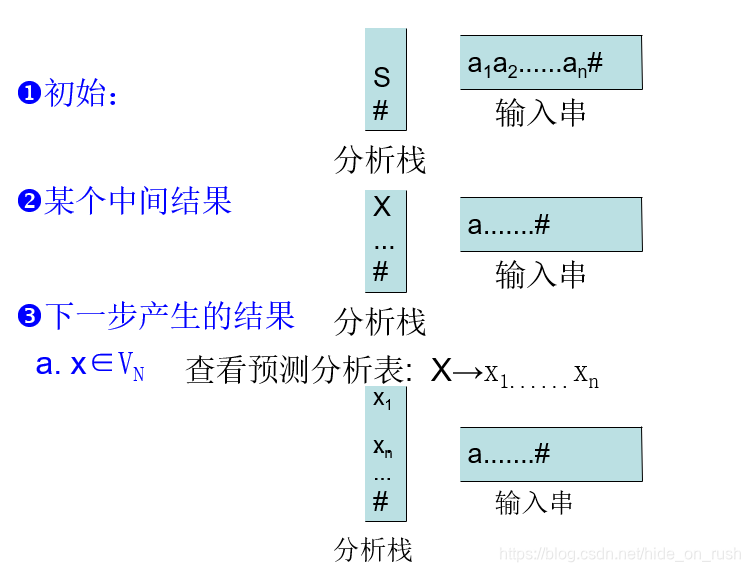 ❶初始：
S
#
分析栈
a₁a₂......aₙ#
输入串
❷某个中间结果
X
...
#
分析栈
a.......#
输入串
❸下一步产生的结果
a. x∈V_N 查看预测分析表: X→x₁......xₙ
x₁
xₙ
...
#
分析栈
a.......#
输入串
https://blog.csdn.net/hide_on_rush